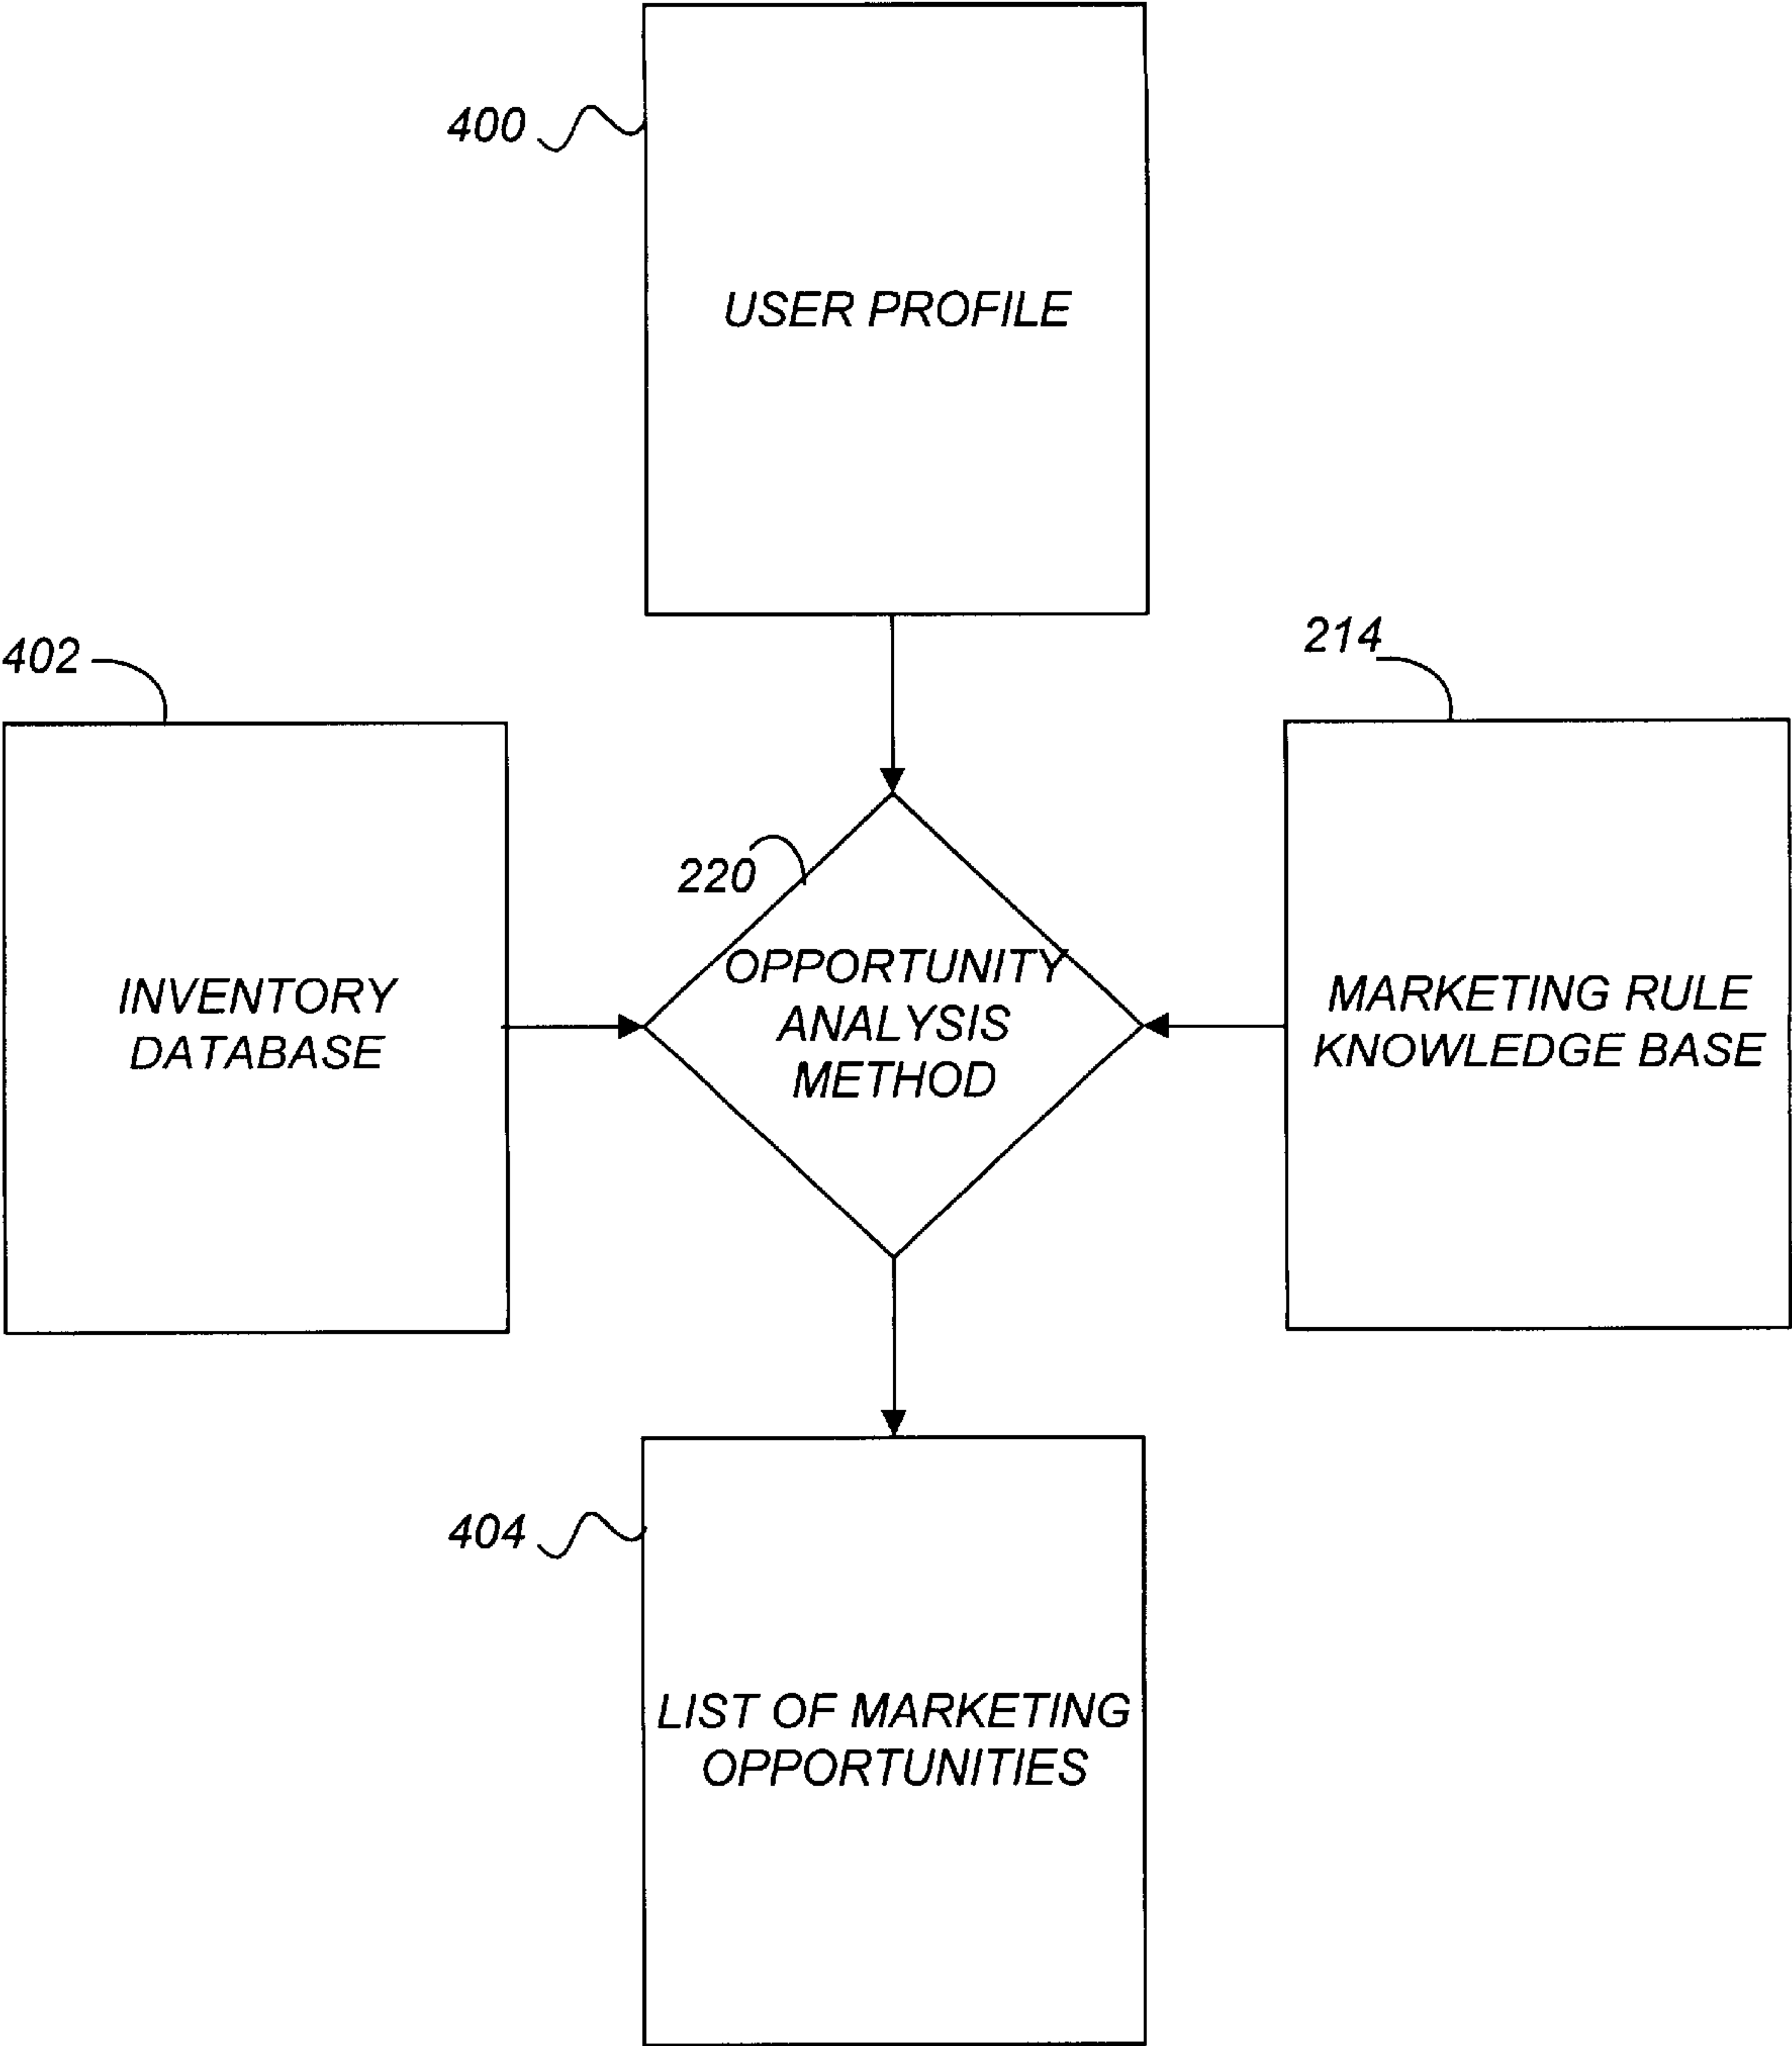 400
USER PROFILE
402
214
220
OPPORTUNITY
ANALYSIS
METHOD
INVENTORY
DATABASE
MARKETING RULE
KNOWLEDGE BASE
404
LIST OF MARKETING
OPPORTUNITIES